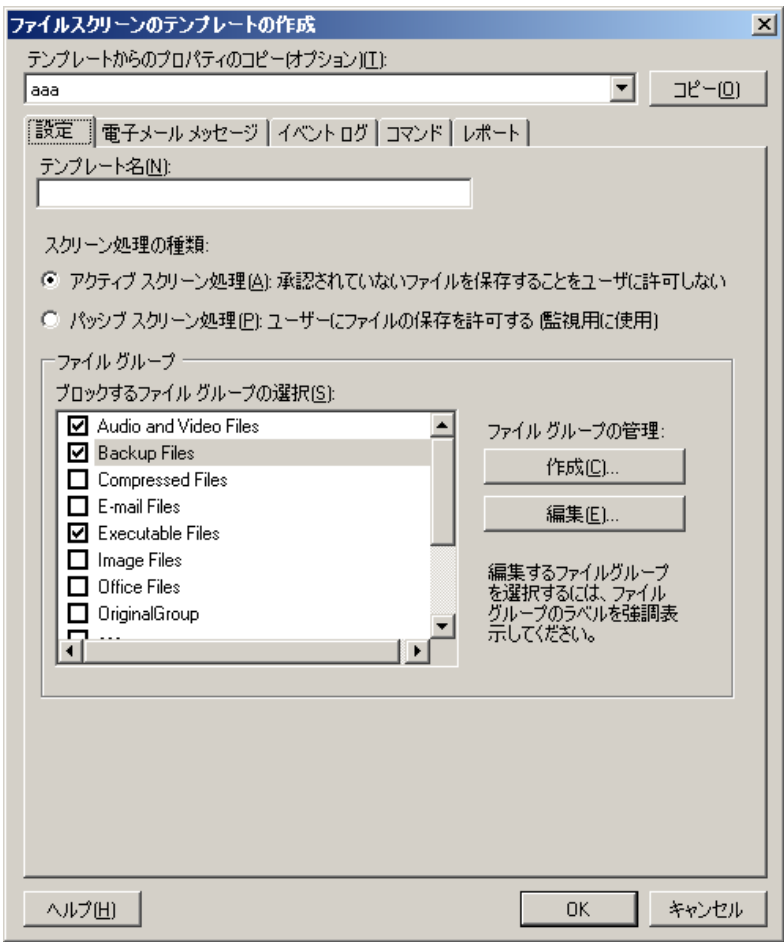 ファイルスクリーンのテンプレートの作成
テンプレートからのプロパティのコピー(オプション)(T):
aaa
コピー(O)
設定
電子メール メッセージ
イベント ログ
コマンド
レポート
テンプレート名(N):
スクリーン処理の種類:
アクティブ スクリーン処理(A): 承認されていないファイルを保存することをユーザに許可しない
パッシブ スクリーン処理(P): ユーザーにファイルの保存を許可する (監視用に使用)
ファイル グループ
ブロックするファイル グループの選択(S):
Audio and Video Files
Backup Files
Compressed Files
E-mail Files
Executable Files
Image Files
Office Files
OriginalGroup
ファイル グループの管理:
作成(C)...
編集(E)...
編集するファイルグループ
を選択するには、ファイル
グループのラベルを強調表
示してください。
ヘルプ(H)
OK
キャンセル